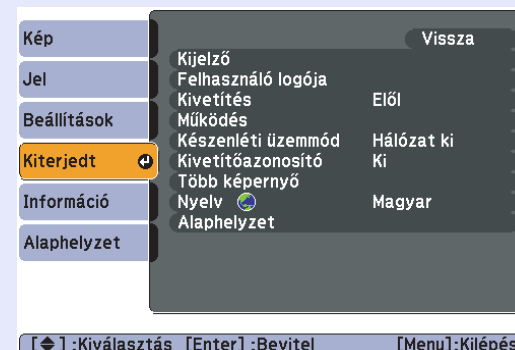 Kép
Jel
Beállítások
Kiterjedt
Információ
Alaphelyzet
Vissza
Kijelző
Felhasználó logója
Kivetítés Elől
Működés
Készenléti üzemmód Hálózat ki
Kivetítőazonosító Ki
Több képernyő
Nyelv Magyar
Alaphelyzet
[ ] :Kiválasztás [Enter] :Bevitel [Menu]:Kilépés